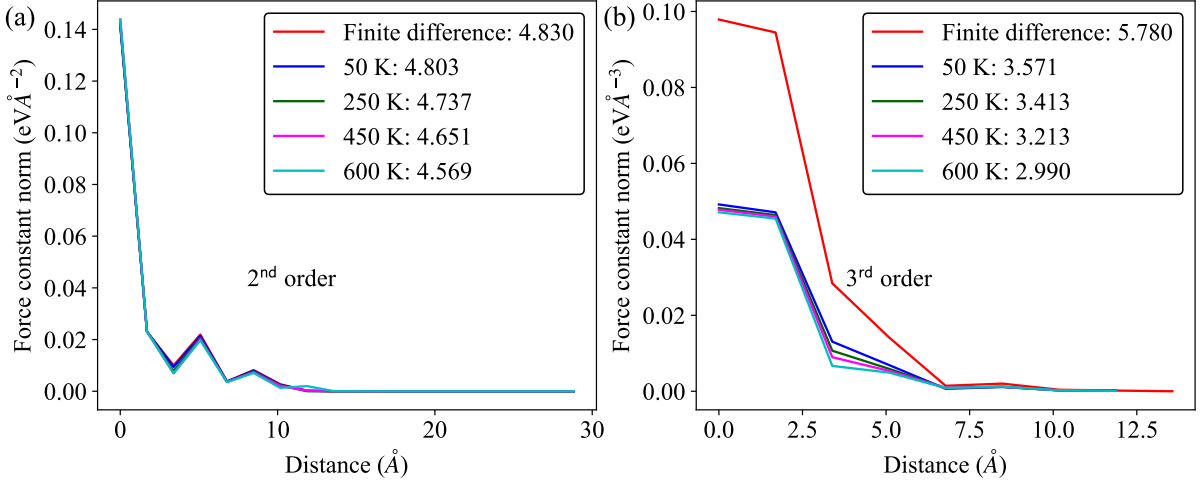 (a)
0.14
0.12
0.10
0.08
0.06
0.04
0.02
0.00
Force constant norm (eVÅ⁻²)
Finite difference: 4.830
50 K: 4.803
250 K: 4.737
450 K: 4.651
600 K: 4.569
2ⁿᵈ order
0
10
20
30
Distance (Å)
(b)
0.10
0.08
0.06
0.04
0.02
0.00
Force constant norm (eVÅ⁻³)
Finite difference: 5.780
50 K: 3.571
250 K: 3.413
450 K: 3.213
600 K: 2.990
3ʳᵈ order
0.0
2.5
5.0
7.5
10.0
12.5
Distance (Å)